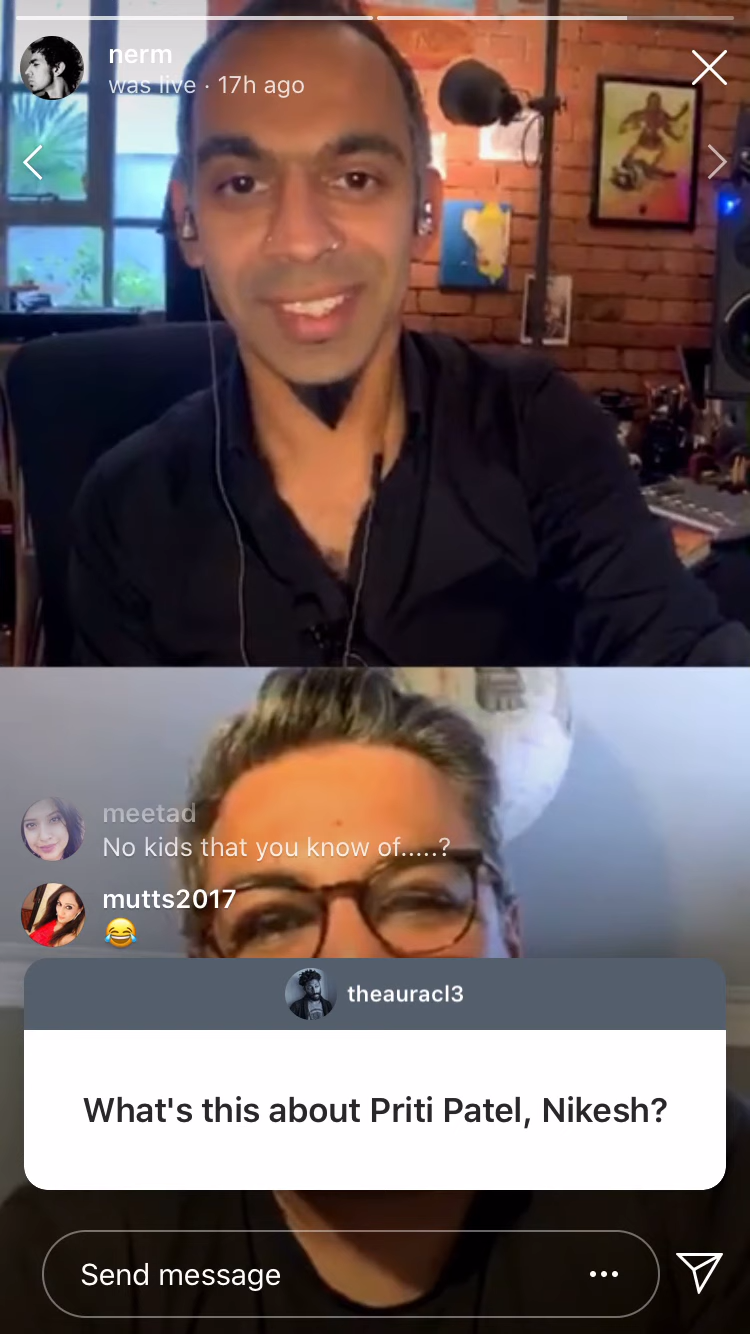 nerm
was live · 17h ago
meetad
No kids that you know of.....?
mutts2017
😂
theauracl3
What's this about Priti Patel, Nikesh?
Send message